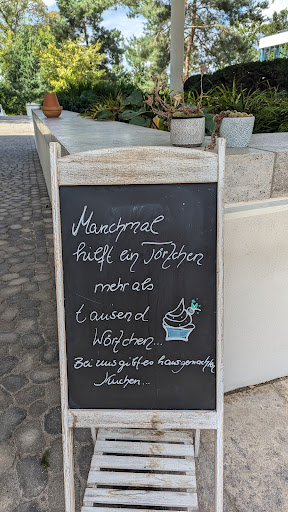 Manchmal
hilft ein Törtchen
mehr als
tausend
Wörtchen...
Bei uns gibt es hausgemachte
Kuchen...